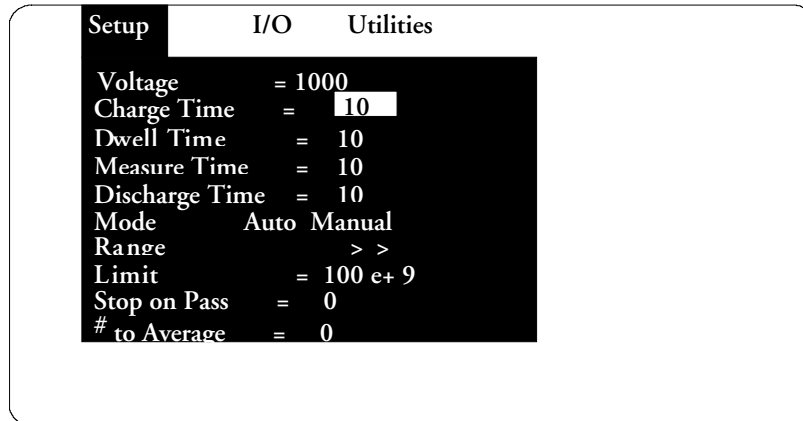 Setup I/O Utilities
Voltage = 1000
Charge Time = 10
Dwell Time = 10
Measure Time = 10
Discharge Time = 10
Mode Auto Manual
Range > >
Limit = 100 e+ 9
Stop on Pass = 0
# to Average = 0